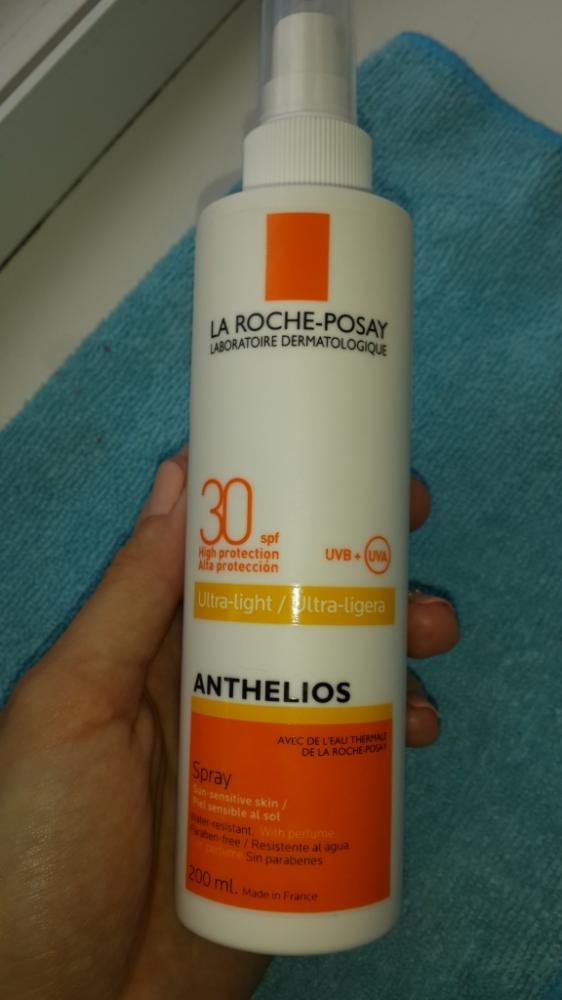 LA ROCHE-POSAY
LABORATOIRE DERMATOLOGIQUE
30 spf
High protection
Alta protección
UVB + UVA
Ultra-light / Ultra-ligera
ANTHELIOS
AVEC DE L'EAU THERMALE
DE LA ROCHE-POSAY
Spray
Sun-sensitive skin /
Piel sensible al sol
Water-resistant. With perfume
Paraben-free / Resistente al agua
perfume Sin parabenes
200 ml. Made in France